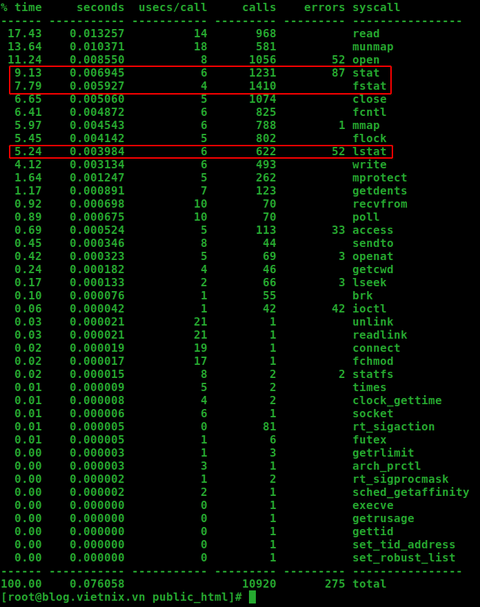 % time     seconds  usecs/call     calls    errors syscall
------ ----------- ----------- --------- --------- ----------------
 17.43    0.013257          14       968           read
 13.64    0.010371          18       581           munmap
 11.24    0.008550           8      1056        52 open
  9.13    0.006945           6      1231        87 stat
  7.79    0.005927           4      1410           fstat
  6.65    0.005060           5      1074           close
  6.41    0.004872           6       825           fcntl
  5.97    0.004543           6       788         1 mmap
  5.45    0.004142           5       802           flock
  5.24    0.003984           6       622        52 lstat
  4.12    0.003134           6       493           write
  1.64    0.001247           5       262           mprotect
  1.17    0.000891           7       123           getdents
  0.92    0.000698          10        70           recvfrom
  0.89    0.000675          10        70           poll
  0.69    0.000524           5       113        33 access
  0.45    0.000346           8        44           sendto
  0.42    0.000323           5        69         3 openat
  0.24    0.000182           4        46           getcwd
  0.17    0.000133           2        66         3 lseek
  0.10    0.000076           1        55           brk
  0.06    0.000042           1        42        42 ioctl
  0.03    0.000021          21         1           unlink
  0.03    0.000021          21         1           readlink
  0.02    0.000019          19         1           connect
  0.02    0.000017          17         1           fchmod
  0.02    0.000015           8         2         2 statfs
  0.01    0.000009           5         2           times
  0.01    0.000008           4         2           clock_gettime
  0.01    0.000006           6         1           socket
  0.01    0.000005           0        81           rt_sigaction
  0.01    0.000005           1         6           futex
  0.00    0.000003           1         3           getrlimit
  0.00    0.000003           3         1           arch_prctl
  0.00    0.000002           1         2           rt_sigprocmask
  0.00    0.000002           2         1           sched_getaffinity
  0.00    0.000000           0         1           execve
  0.00    0.000000           0         1           getrusage
  0.00    0.000000           0         1           gettid
  0.00    0.000000           0         1           set_tid_address
  0.00    0.000000           0         1           set_robust_list
------ ----------- ----------- --------- --------- ----------------
100.00    0.076058                 10920       275 total
[root@blog.vietnix.vn public_html]#